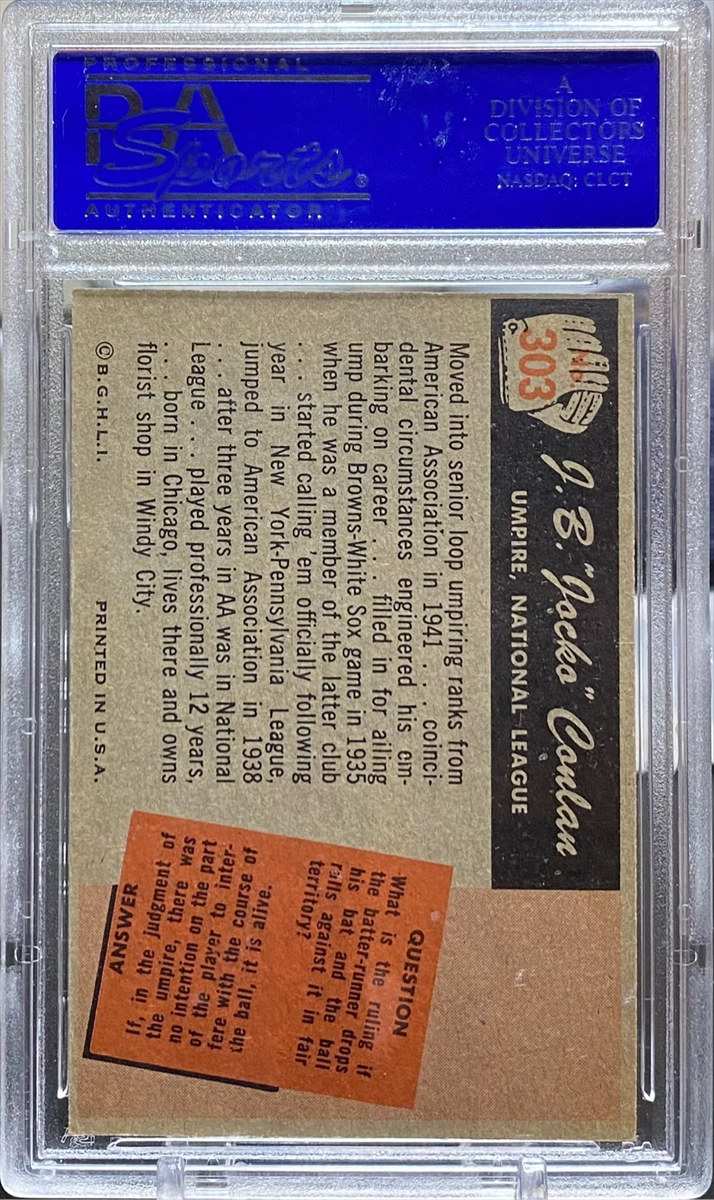 PROFESSIONAL
PSA
Sports®
AUTHENTICATOR
A
DIVISION OF
COLLECTORS
UNIVERSE
NASDAQ: CLCT
303
J. B. "Jocko" Conlan
UMPIRE, NATIONAL LEAGUE
Moved into senior loop umpiring ranks from
American Association in 1941 . . . coinci-
dental circumstances engineered his em-
barking on career . . . filled in for ailing
ump during Browns-White Sox game in 1935
when he was a member of the latter club
. . . started calling 'em officially following
year in New York-Pennsylvania League,
jumped to American Association in 1938
. . . after three years in AA was in National
League . . . played professionally 12 years,
. . . born in Chicago, lives there and owns
florist shop in Windy City.
© B.G.H.L.I. PRINTED IN U.S.A.
QUESTION
What is the ruling if
the batter-runner drops
his bat and the ball
rolls against it in fair
territory?
ANSWER
If, in the judgment of
the umpire, there was
no intention on the part
of the player to inter-
fere with the course of
the ball, it is alive.